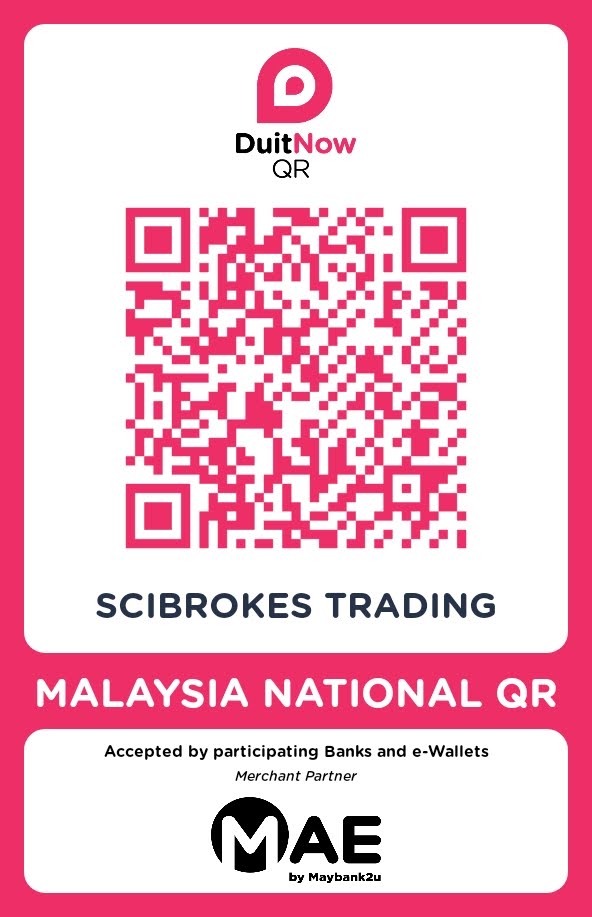 DuitNow
QR
SCIBROKES TRADING
MALAYSIA NATIONAL QR
Accepted by participating Banks and e-Wallets
Merchant Partner
MAE
by Maybank2u